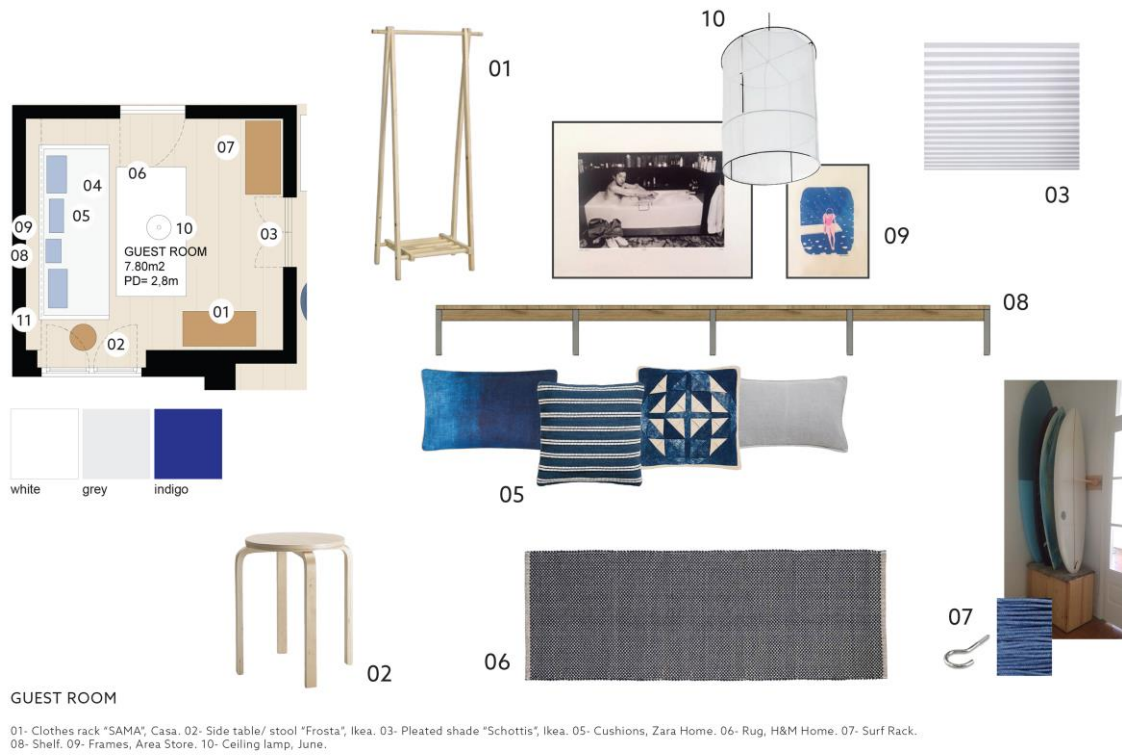 10
01
03
09
07
06
04
05
09
10
03
08
GUEST ROOM
7.80m2
PD= 2,8m
01
11
02
08
white
grey
indigo
05
07
02
06
GUEST ROOM
01- Clothes rack "SAMA", Casa. 02- Side table/ stool "Frosta", Ikea. 03- Pleated shade "Schottis", Ikea. 05- Cushions, Zara Home. 06- Rug, H&M Home. 07- Surf Rack.
08- Shelf. 09- Frames, Area Store. 10- Ceiling lamp, June.